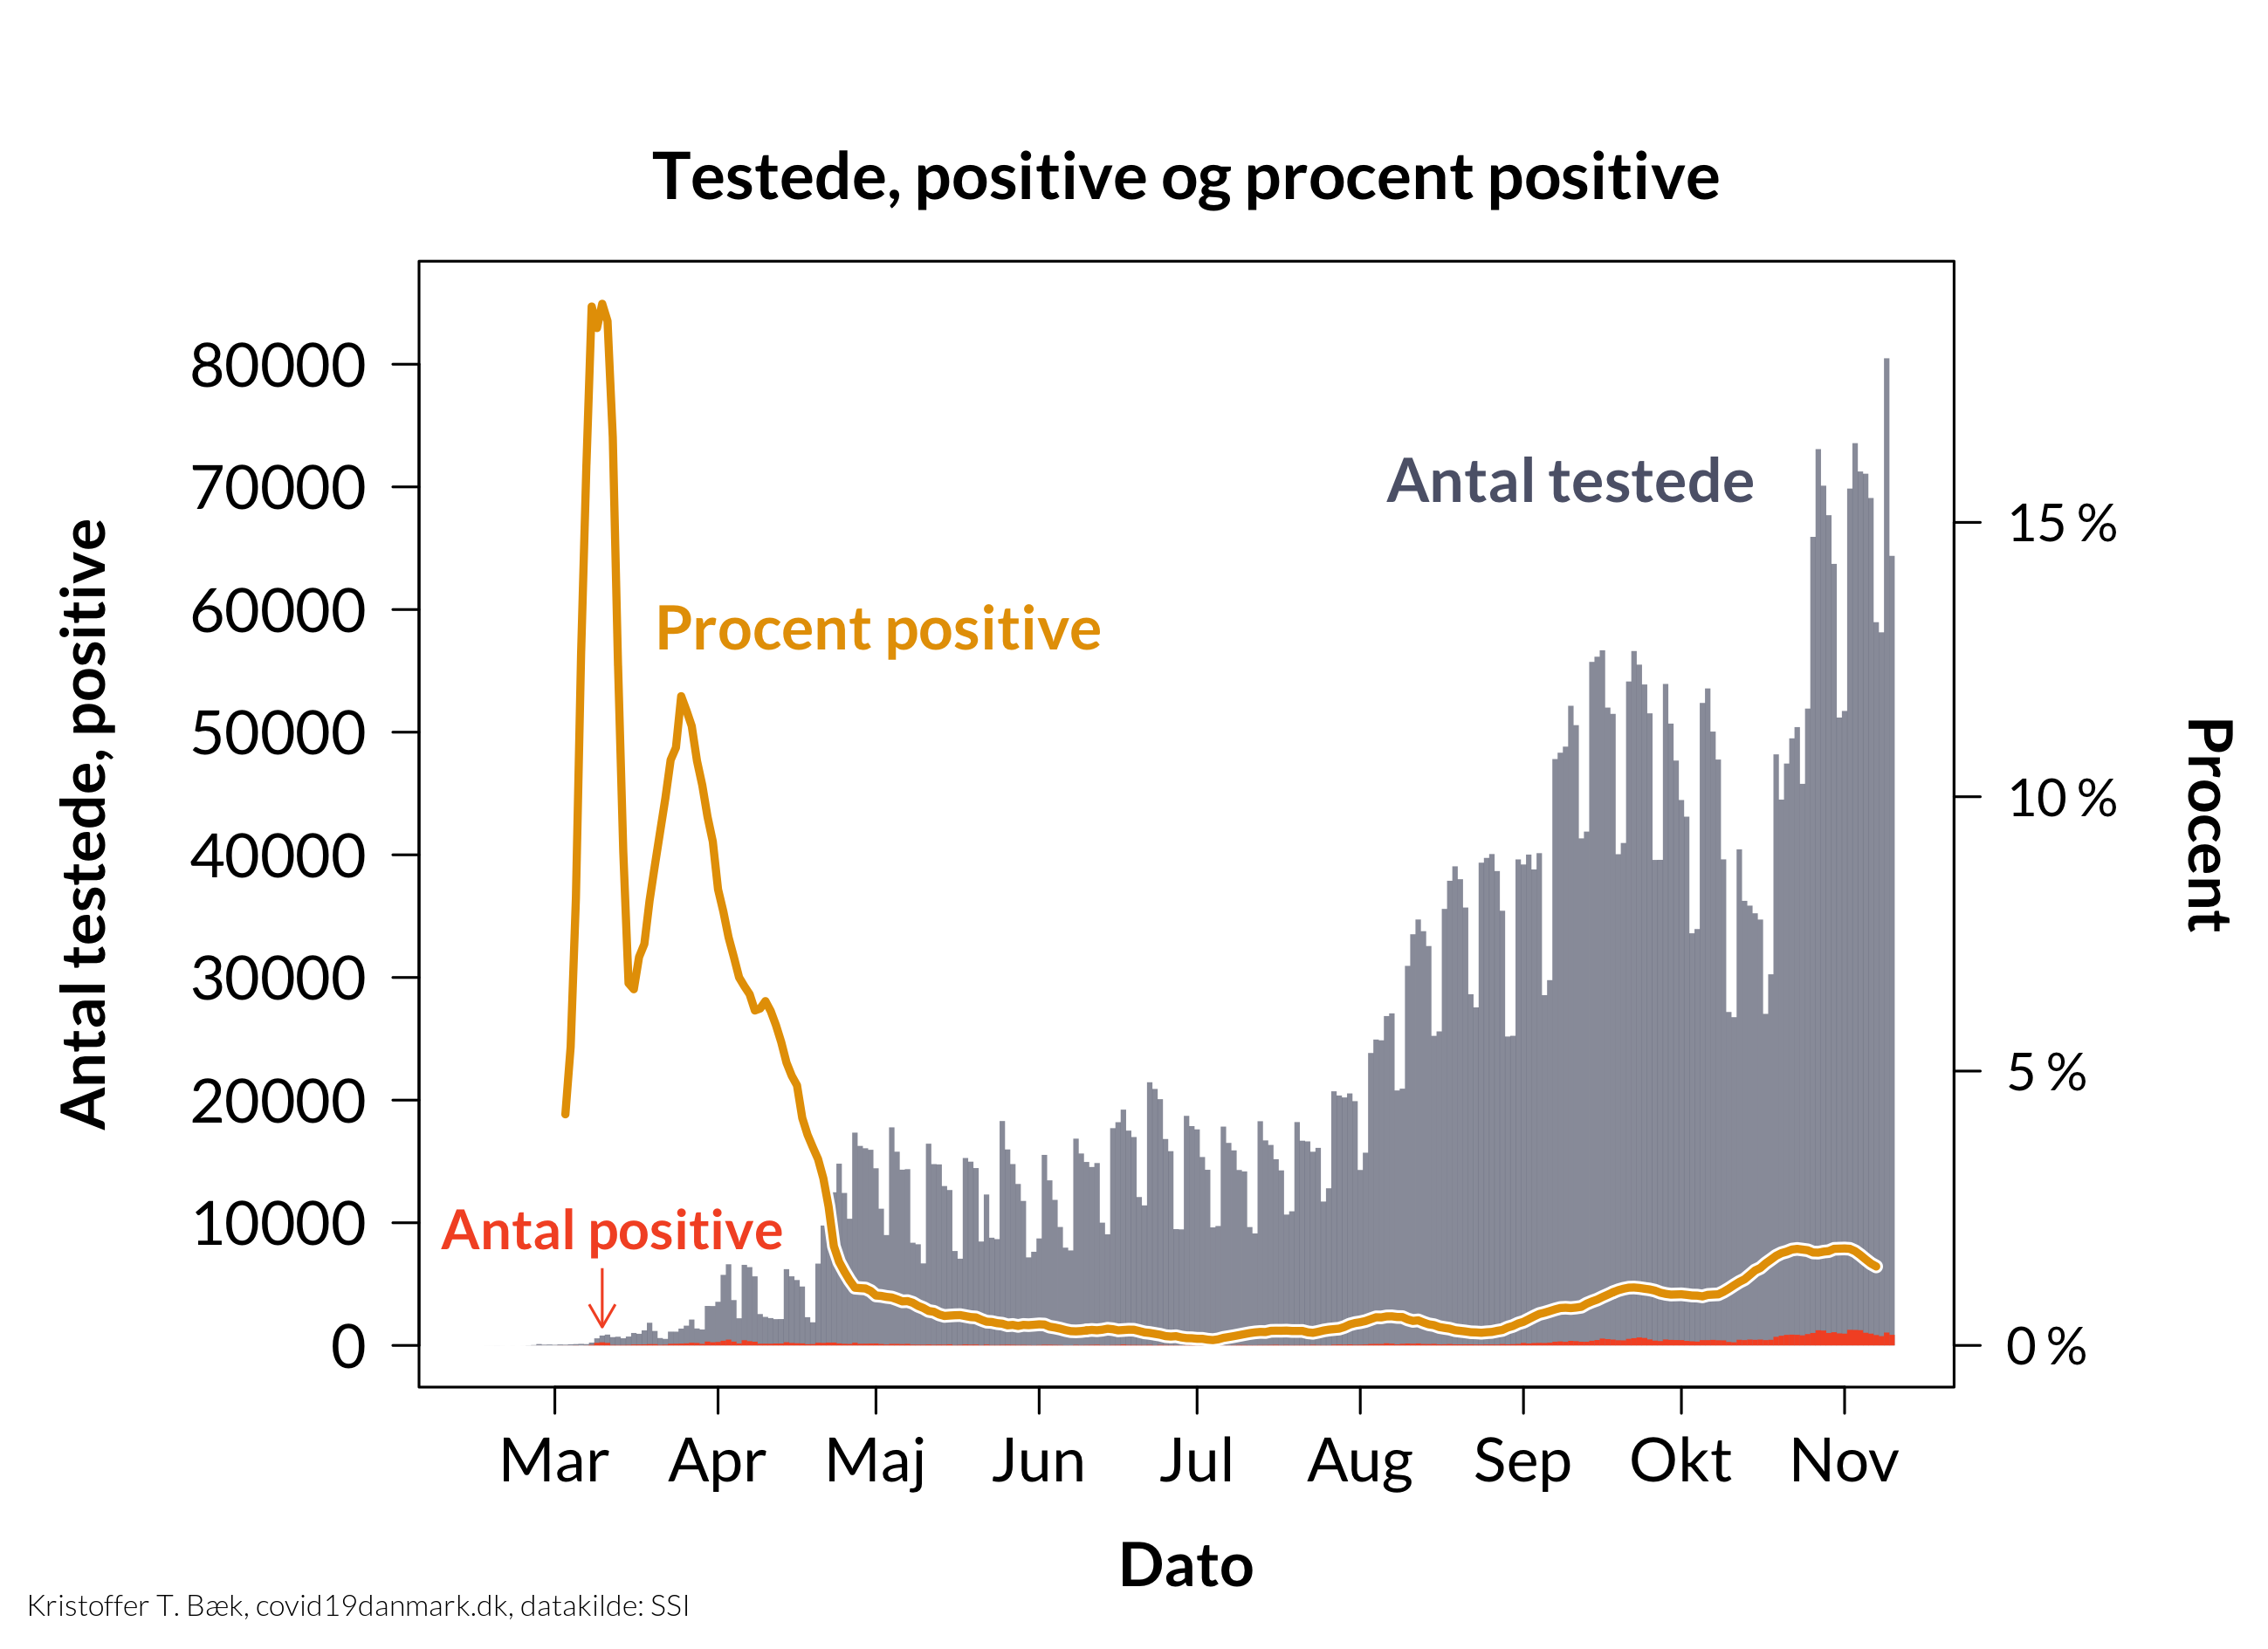 Testede, positive og procent positive
Antal testede, positive
80000
70000
60000
50000
40000
30000
20000
10000
0
Antal testede
Procent positive
Antal positive
15 %
10 %
5 %
0 %
Procent
Mar Apr Maj Jun Jul Aug Sep Okt Nov
Dato
Kristoffer T. Bæk, covid19danmark.dk, datakilde: SSI